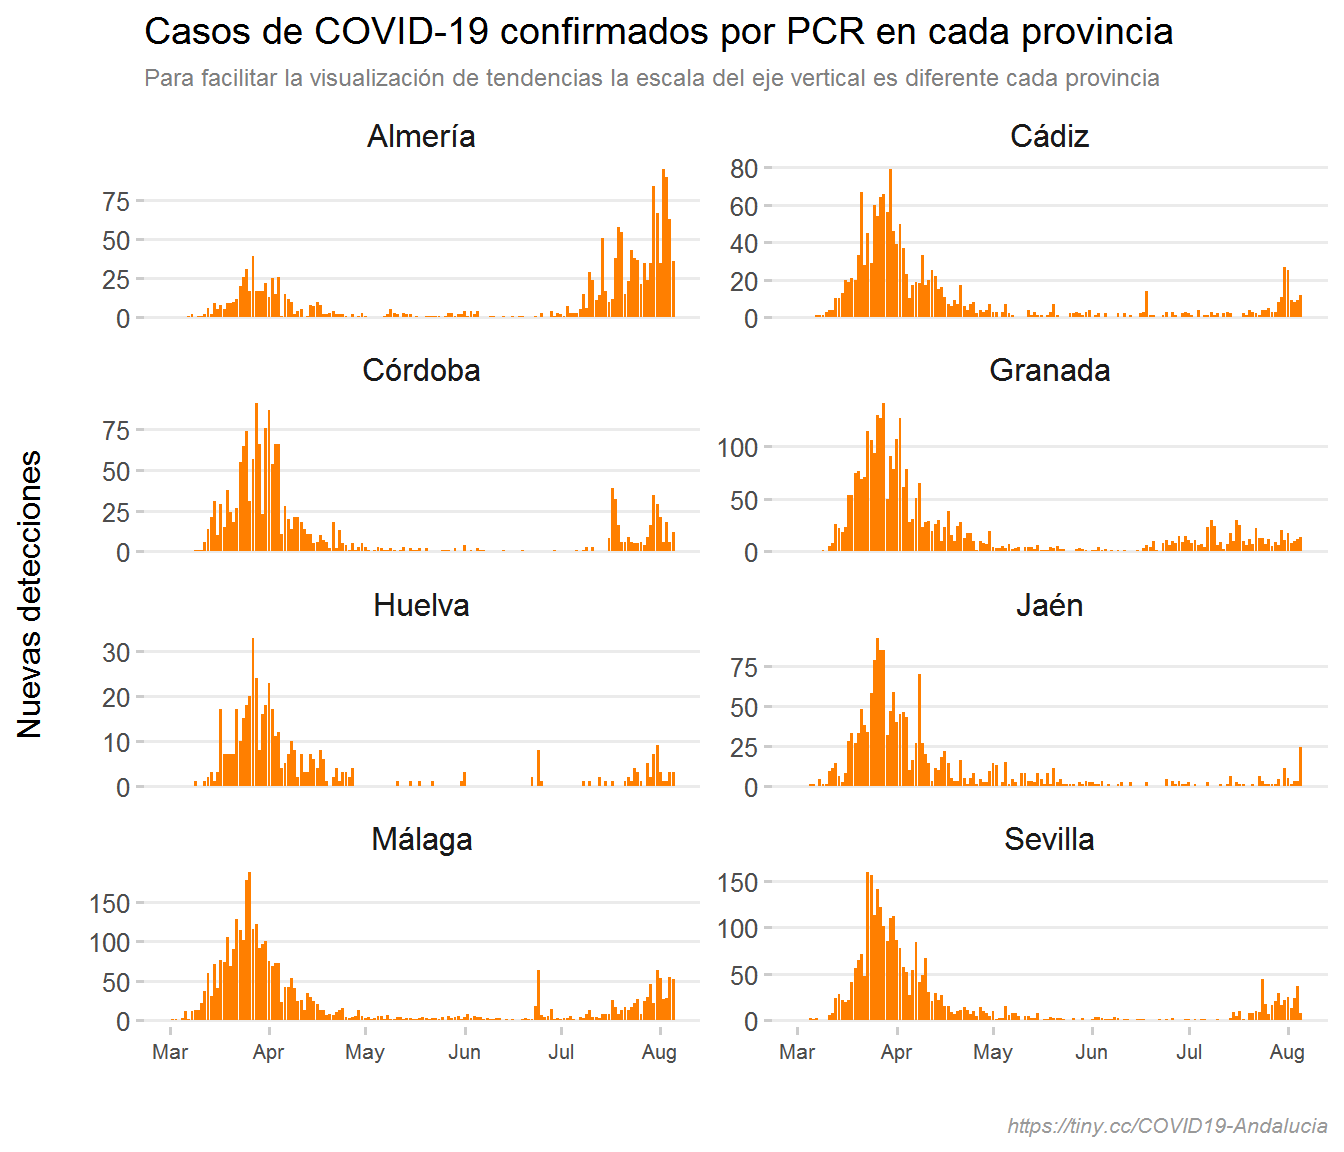 Casos de COVID-19 confirmados por PCR en cada provincia
Para facilitar la visualización de tendencias la escala del eje vertical es diferente cada provincia
Nuevas detecciones
Almería
75
50
25
0
Cádiz
80
60
40
20
0
Córdoba
75
50
25
0
Granada
100
50
0
Huelva
30
20
10
0
Jaén
75
50
25
0
Málaga
150
100
50
0
Mar Apr May Jun Jul Aug
Sevilla
150
100
50
0
Mar Apr May Jun Jul Aug
https://tiny.cc/COVID19-Andalucia